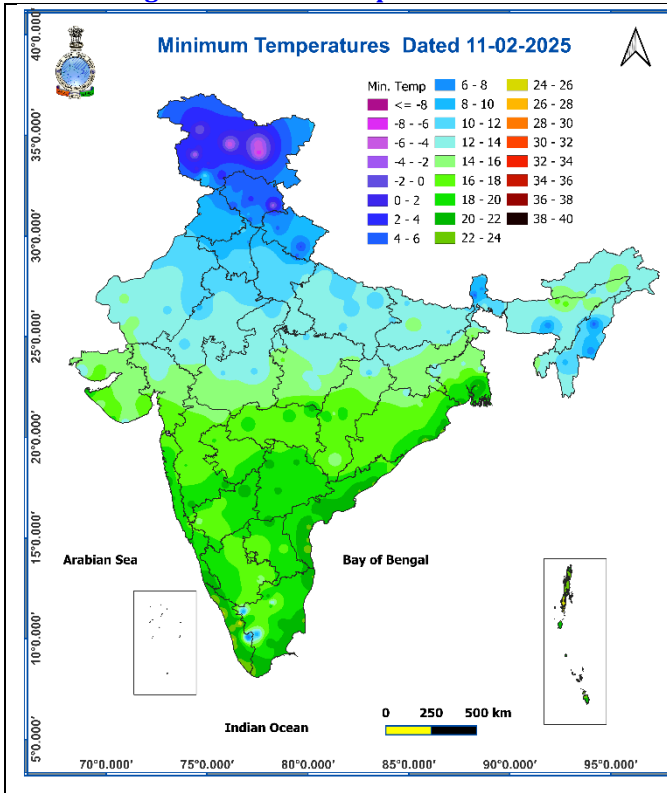 Minimum Temperatures Dated 11-02-2025
Min. Temp
<= -8
-8 - -6
-6 - -4
-4 - -2
-2 - 0
0 - 2
2 - 4
4 - 6
6 - 8
8 - 10
10 - 12
12 - 14
14 - 16
16 - 18
18 - 20
20 - 22
22 - 24
24 - 26
26 - 28
28 - 30
30 - 32
32 - 34
34 - 36
36 - 38
38 - 40
40°0.000'
35°0.000'
30°0.000'
25°0.000'
20°0.000'
15°0.000'
10°0.000'
5°0.000'
Arabian Sea
Bay of Bengal
Indian Ocean
0 250 500 km
70°0.000' 75°0.000' 80°0.000' 85°0.000' 90°0.000' 95°0.000'